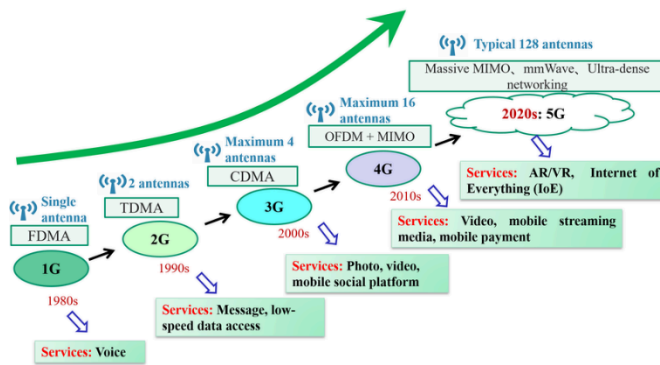 Typical 128 antennas
Massive MIMO、mmWave、Ultra-dense
networking
2020s: 5G
Services: AR/VR, Internet of
Everything (IoE)
Maximum 16
antennas
OFDM + MIMO
4G
2010s
Services: Video, mobile streaming
media, mobile payment
Maximum 4
antennas
CDMA
3G
2000s
Services: Photo, video,
mobile social platform
2 antennas
TDMA
2G
1990s
Services: Message, low-
speed data access
Single
antenna
FDMA
1G
1980s
Services: Voice